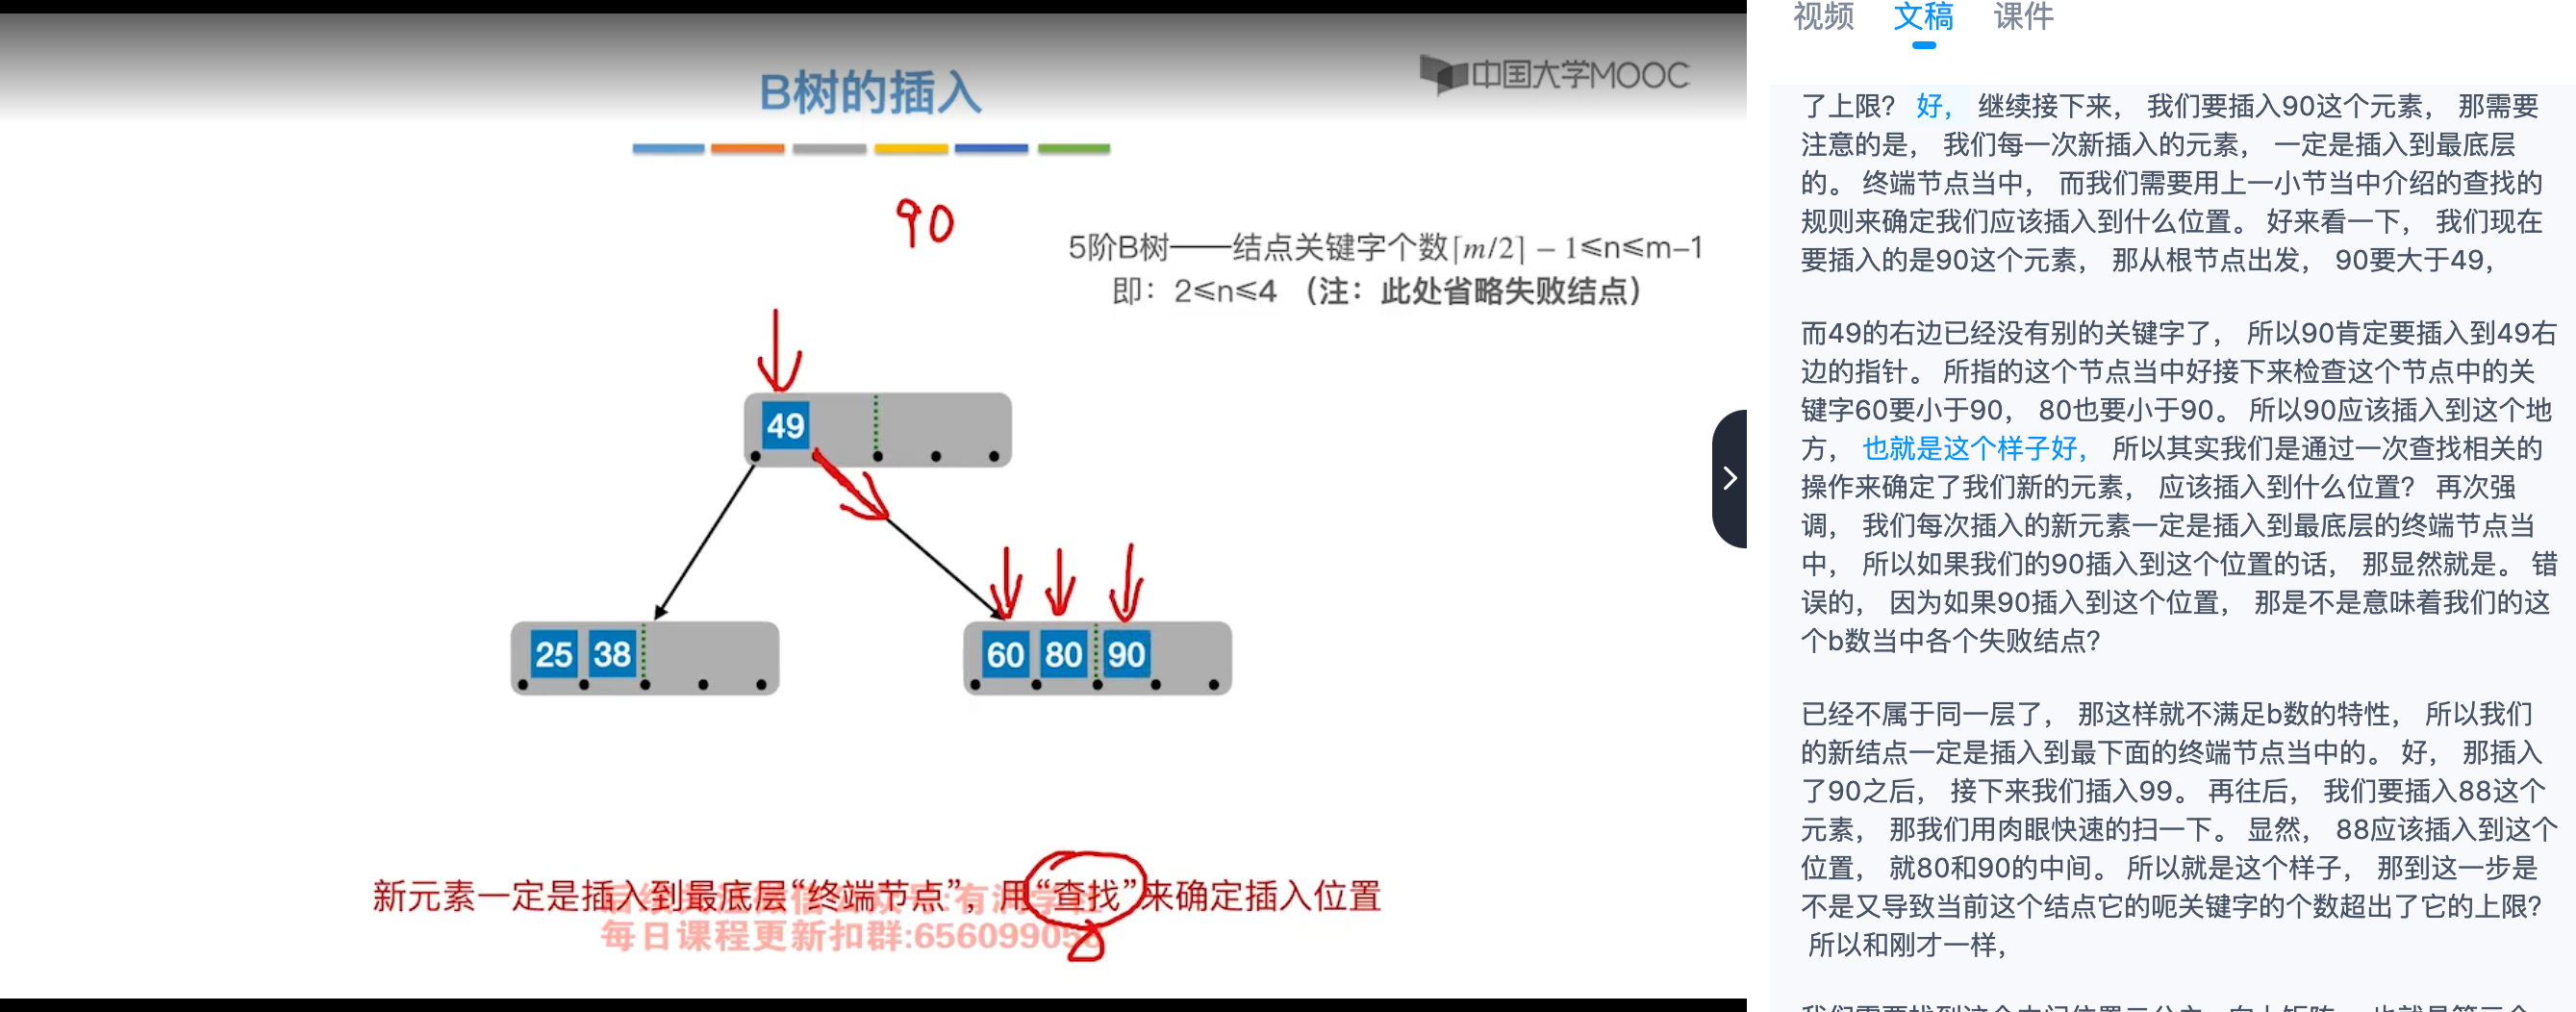 B树的插入
中国大学MOOC
90
5阶B树——结点关键字个数⌈m/2⌉ – 1≤n≤m–1
即：2≤n≤4 （注：此处省略失败结点）
49
25 38
60 80 90
新元素一定是插入到最底层“终端节点”，用“查找”来确定插入位置
每日课程更新扣群:65609905
视频 文稿 课件
了上限？ 好， 继续接下来， 我们要插入90这个元素， 那需要
注意的是， 我们每一次新插入的元素， 一定是插入到最底层
的。 终端节点当中， 而我们需要用上一小节当中介绍的查找的
规则来确定我们应该插入到什么位置。 好来看一下， 我们现在
要插入的是90这个元素， 那从根节点出发， 90要大于49，
而49的右边已经没有别的关键字了， 所以90肯定要插入到49右
边的指针。 所指的这个节点当中好接下来检查这个节点中的关
键字60要小于90， 80也要小于90。 所以90应该插入到这个地
方， 也就是这个样子好， 所以其实我们是通过一次查找相关的
操作来确定了我们新的元素， 应该插入到什么位置？ 再次强
调， 我们每次插入的新元素一定是插入到最底层的终端节点当
中， 所以如果我们的90插入到这个位置的话， 那显然就是。 错
误的， 因为如果90插入到这个位置， 那是不是意味着我们的这
个b数当中各个失败结点？
已经不属于同一层了， 那这样就不满足b数的特性， 所以我们
的新结点一定是插入到最下面的终端节点当中的。 好， 那插入
了90之后， 接下来我们插入99。 再往后， 我们要插入88这个
元素， 那我们用肉眼快速的扫一下。 显然， 88应该插入到这个
位置， 就80和90的中间。 所以就是这个样子， 那到这一步是
不是又导致当前这个结点它的呃关键字的个数超出了它的上限？
所以和刚才一样，